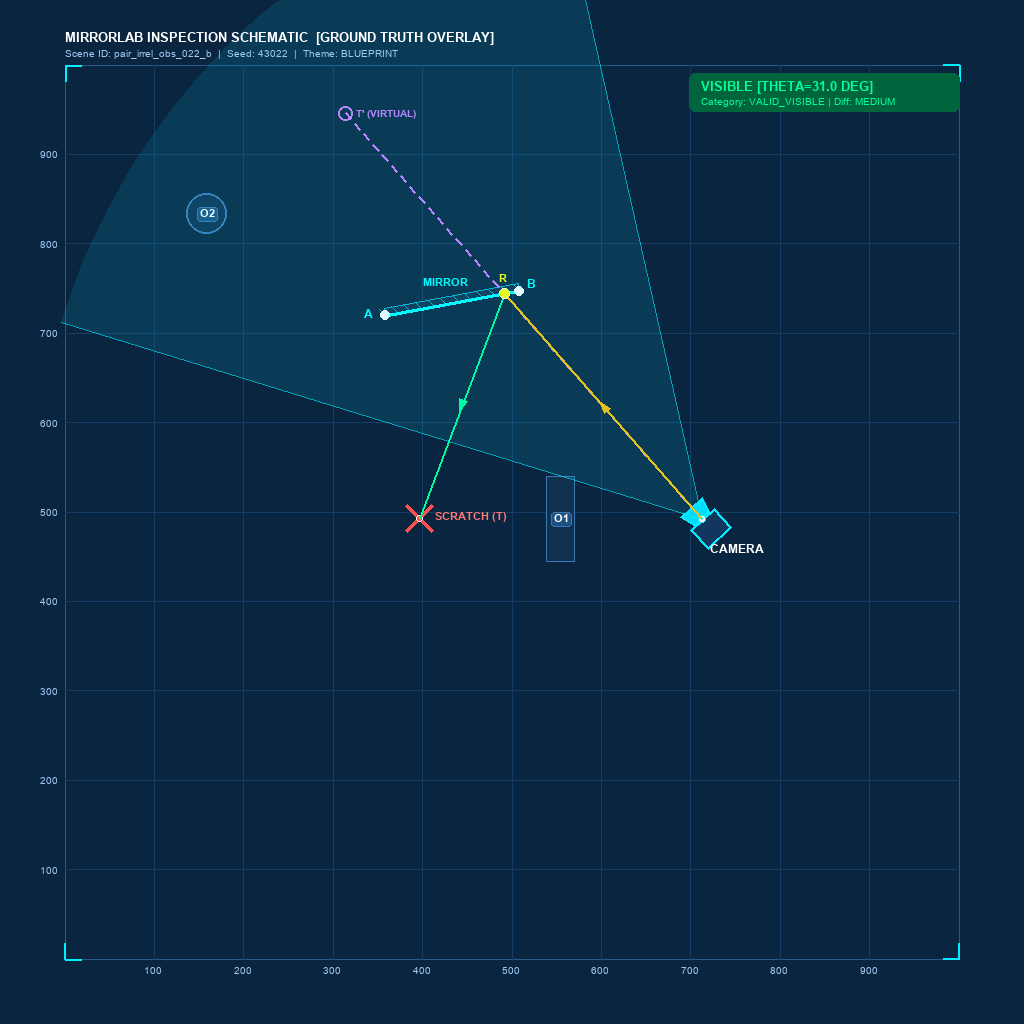 MIRRORLAB INSPECTION SCHEMATIC [GROUND TRUTH OVERLAY]
Scene ID: pair_irrel_obs_022_b | Seed: 43022 | Theme: BLUEPRINT
VISIBLE [THETA=31.0 DEG]
Category: VALID_VISIBLE | Diff: MEDIUM
T' (VIRTUAL)
900
O2
800
MIRROR
R
B
A
700
600
500
SCRATCH (T)
O1
CAMERA
400
300
200
100
100 200 300 400 500 600 700 800 900